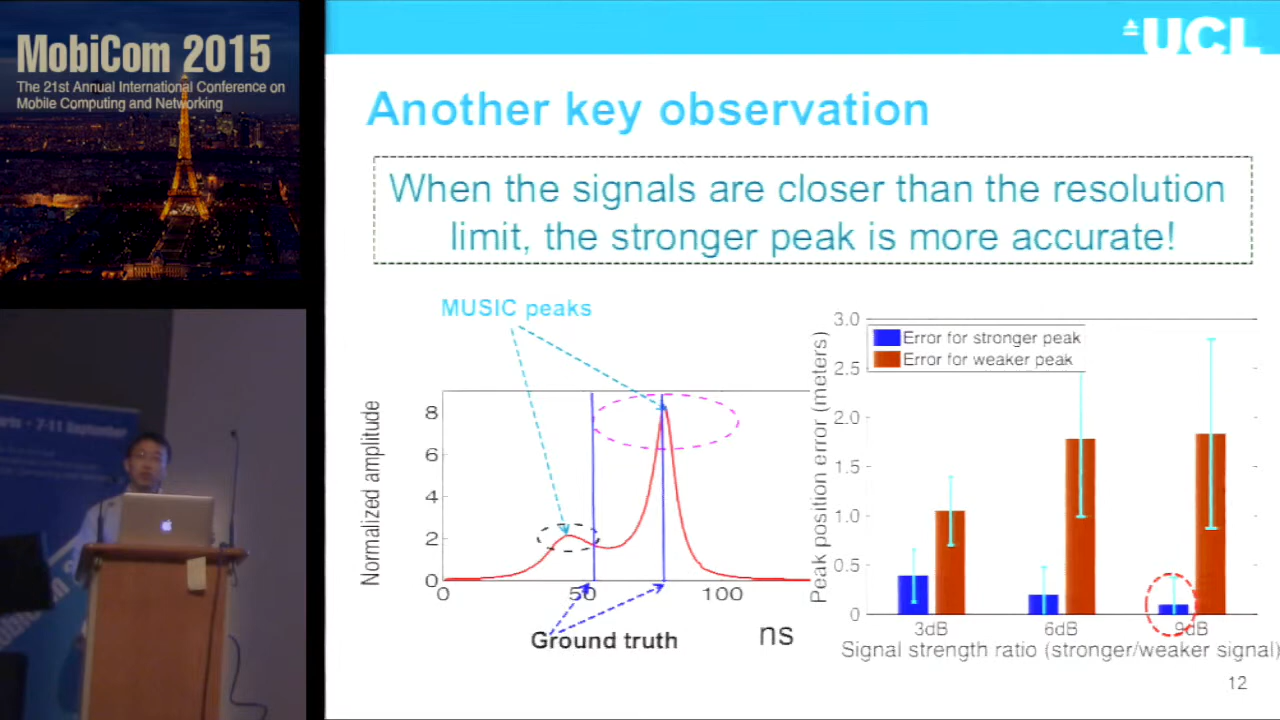 MobiCom 2015
The 21st Annual International Conference on
Mobile Computing and Networking
UCL
Another key observation
When the signals are closer than the resolution
limit, the stronger peak is more accurate!
MUSIC peaks
Normalized amplitude
8
6
4
2
0
0
50
100
Ground truth
ns
Peak position error (meters)
3.0
2.5
2.0
1.5
1.0
0.5
0
Error for stronger peak
Error for weaker peak
3dB
6dB
9dB
Signal strength ratio (stronger/weaker signal)
12
7-11 September